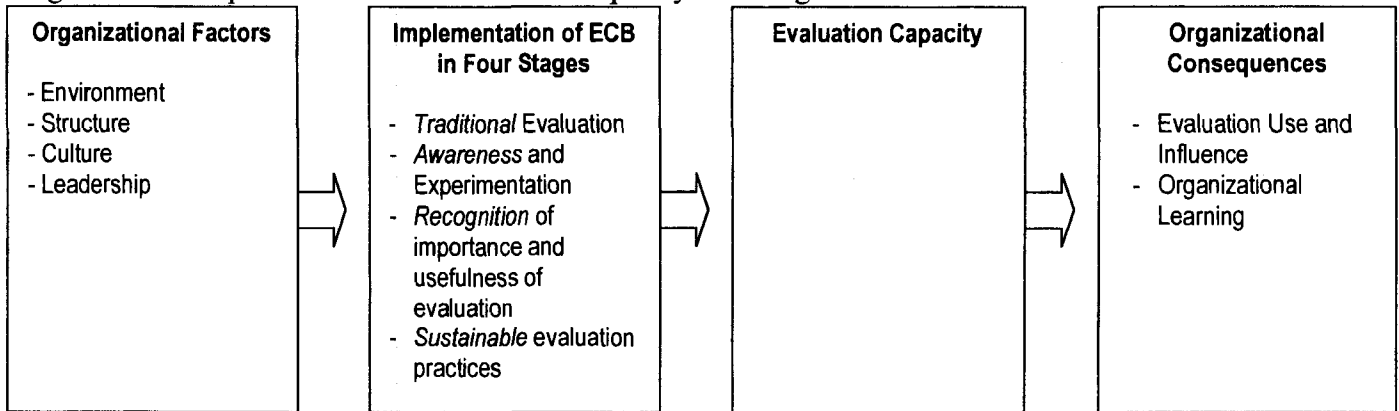 Organizational Factors
- Environment
- Structure
- Culture
- Leadership
Implementation of ECB
in Four Stages
- Traditional Evaluation
- Awareness and
Experimentation
- Recognition of
importance and
usefulness of
evaluation
- Sustainable evaluation
practices
Evaluation Capacity
Organizational
Consequences
- Evaluation Use and
Influence
- Organizational
Learning